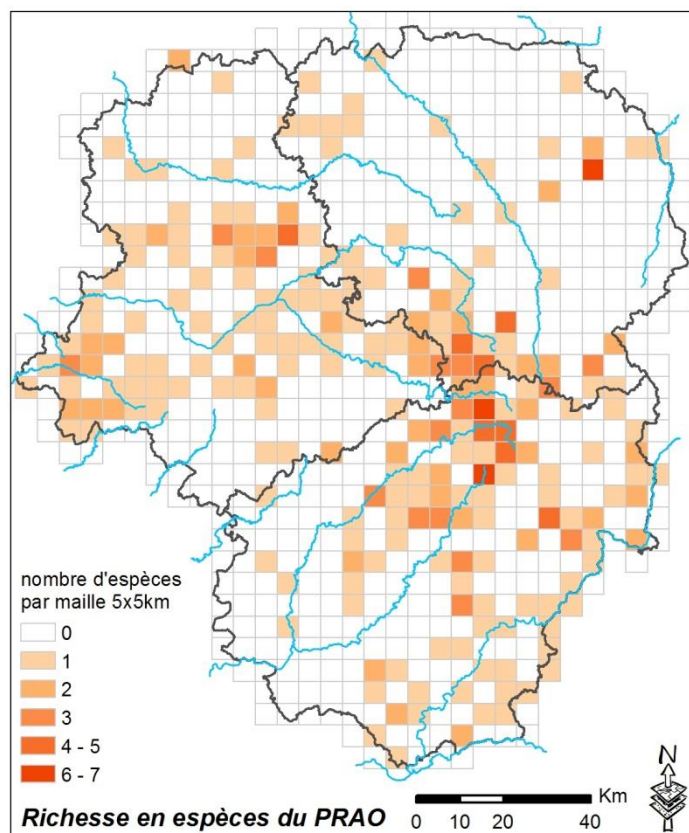 nombre d'espèces
par maille 5x5km
0
1
2
3
4 - 5
6 - 7
Richesse en espèces du PRAO
0 10 20 40
Km
N